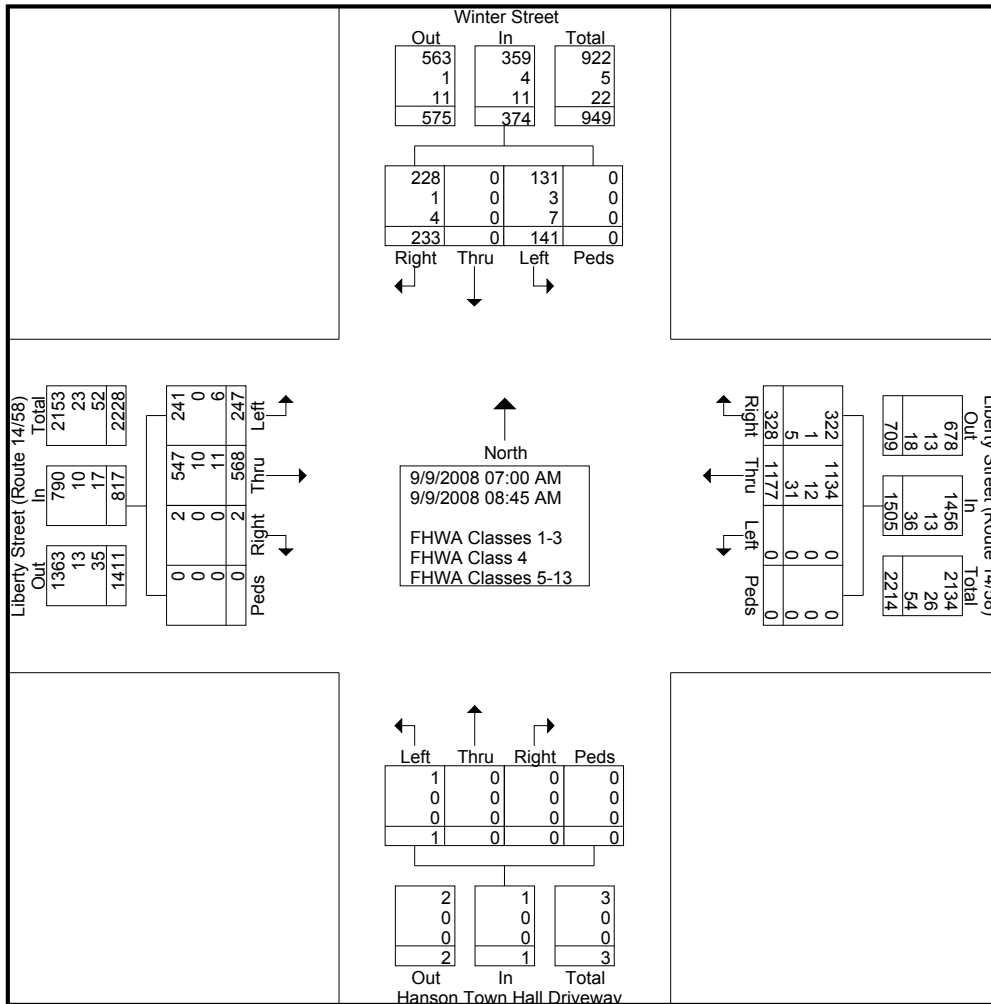 Winter Street
Out In Total
563 359 922
1 4 5
11 11 22
575 374 949
228 0 131 0
1 0 3 0
4 0 7 0
233 0 141 0
Right Thru Left Peds
Liberty Street (Route 14/58)
Total In Out
2153 790 1363
23 10 13
52 17 35
2228 817 1411
Left Thru Right Peds
241 547 2 0
0 10 0 0
6 11 0 0
247 568 2 0
North
9/9/2008 07:00 AM
9/9/2008 08:45 AM
FHWA Classes 1-3
FHWA Class 4
FHWA Classes 5-13
Right Thru Left Peds
322 1134 0 0
1 12 0 0
5 31 0 0
328 1177 0 0
Liberty Street (Route 14/58)
Out In Total
678 1456 2134
13 13 26
18 36 54
709 1505 2214
Left Thru Right Peds
1 0 0 0
0 0 0 0
0 0 0 0
1 0 0 0
2 1 3
0 0 0
0 0 0
2 1 3
Out In Total
Hanson Town Hall Driveway